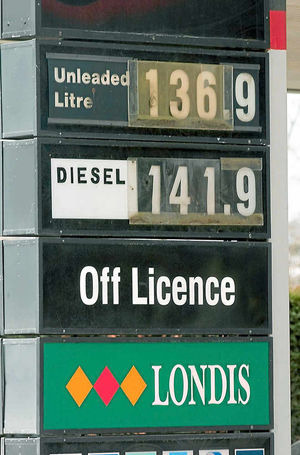 Unleaded 136.9
Litre
DIESEL 141.9
Off Licence
LONDIS